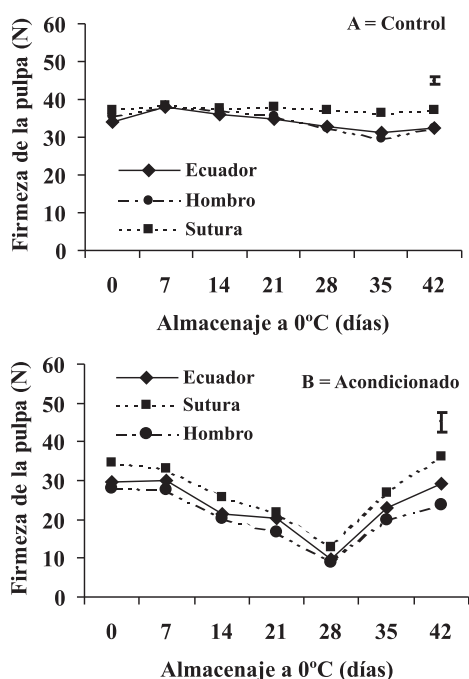 Firmeza de la pulpa (N)
60
50
40
30
20
10
0
A = Control
Ecuador
Hombro
Sutura
0 7 14 21 28 35 42
Almacenaje a 0ºC (días)
Firmeza de la pulpa (N)
60
50
40
30
20
10
0
Ecuador
Sutura
Hombro
B = Acondicionado
0 7 14 21 28 35 42
Almacenaje a 0ºC (días)